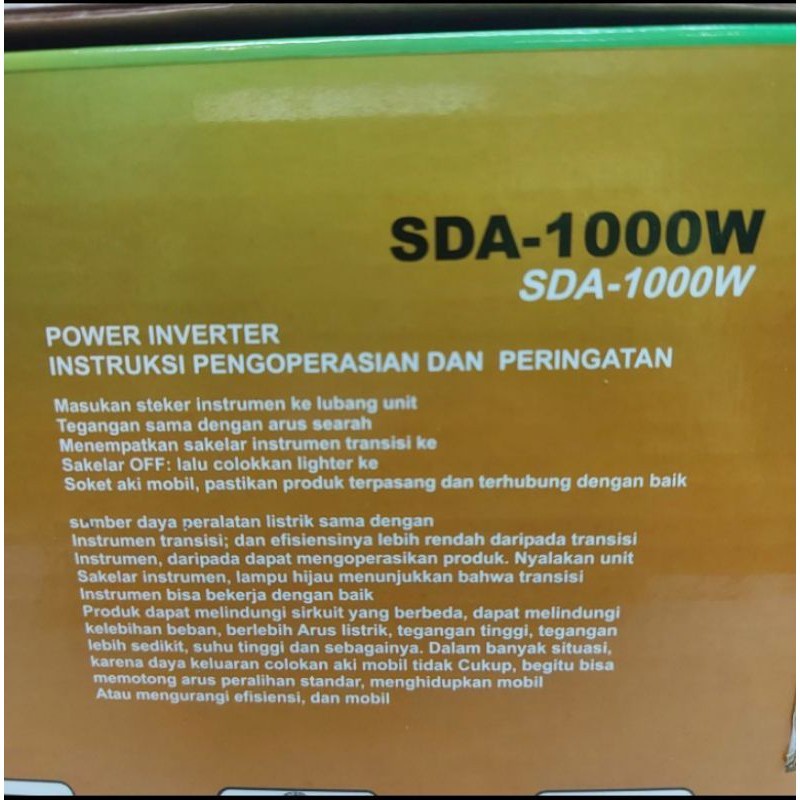 SDA-1000W
SDA-1000W
POWER INVERTER
INSTRUKSI PENGOPERASIAN DAN PERINGATAN
Masukan steker instrumen ke lubang unit
Tegangan sama dengan arus searah
Menempatkan sakelar instrumen transisi ke
Sakelar OFF: lalu colokkan lighter ke
Soket aki mobil, pastikan produk terpasang dan terhubung dengan baik
sumber daya peralatan listrik sama dengan
Instrumen transisi; dan efisiensinya lebih rendah daripada transisi
Instrumen, daripada dapat mengoperasikan produk. Nyalakan unit
Sakelar instrumen, lampu hijau menunjukkan bahwa transisi
Instrumen bisa bekerja dengan baik
Produk dapat melindungi sirkuit yang berbeda, dapat melindungi
kelebihan beban, berlebih Arus listrik, tegangan tinggi, tegangan
lebih sedikit, suhu tinggi dan sebagainya. Dalam banyak situasi,
karena daya keluaran colokan aki mobil tidak Cukup, begitu bisa
memotong arus peralihan standar, menghidupkan mobil
Atau mengurangi efisiensi, dan mobil